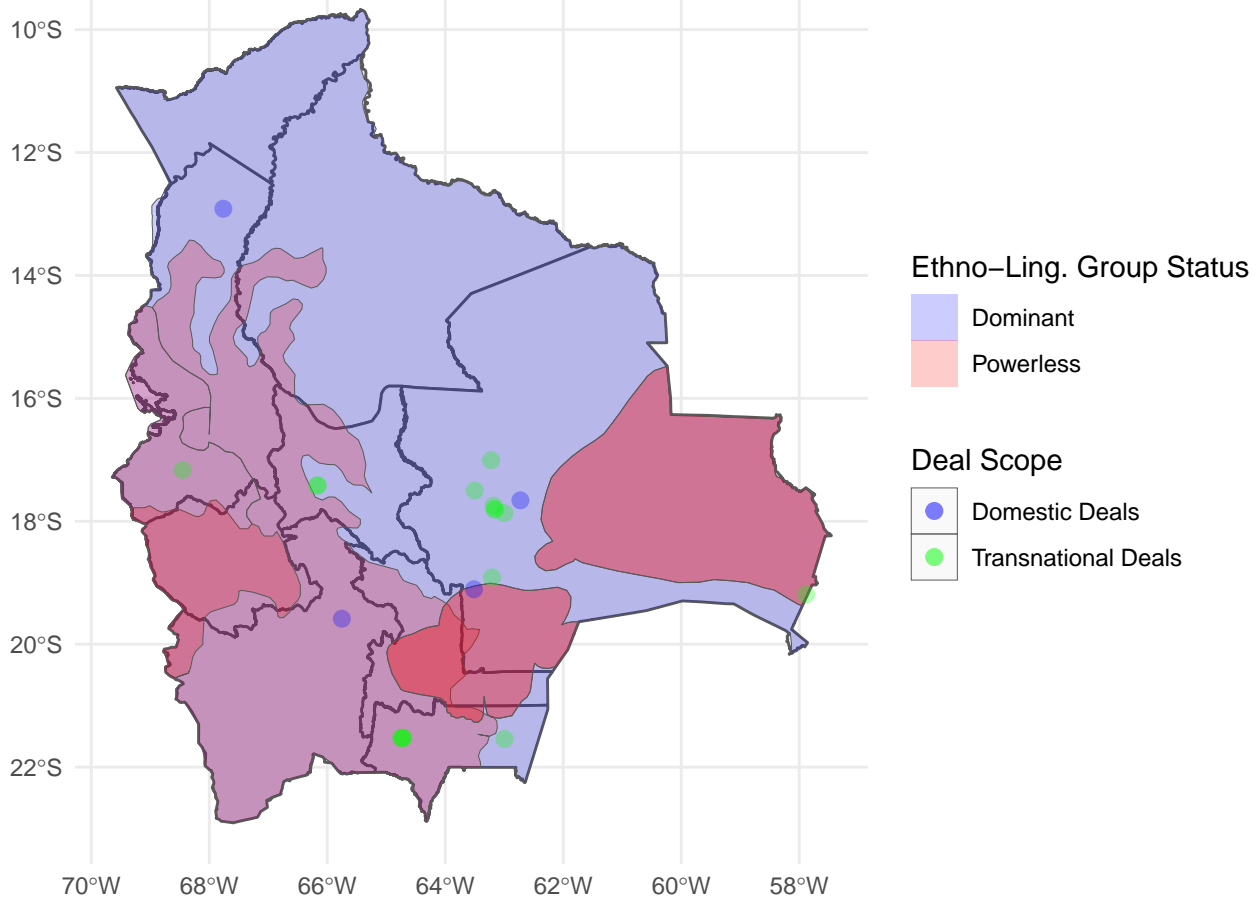 10°S
12°S
14°S
16°S
18°S
20°S
22°S
70°W 68°W 66°W 64°W 62°W 60°W 58°W
Ethno−Ling. Group Status
Dominant
Powerless
Deal Scope
Domestic Deals
Transnational Deals